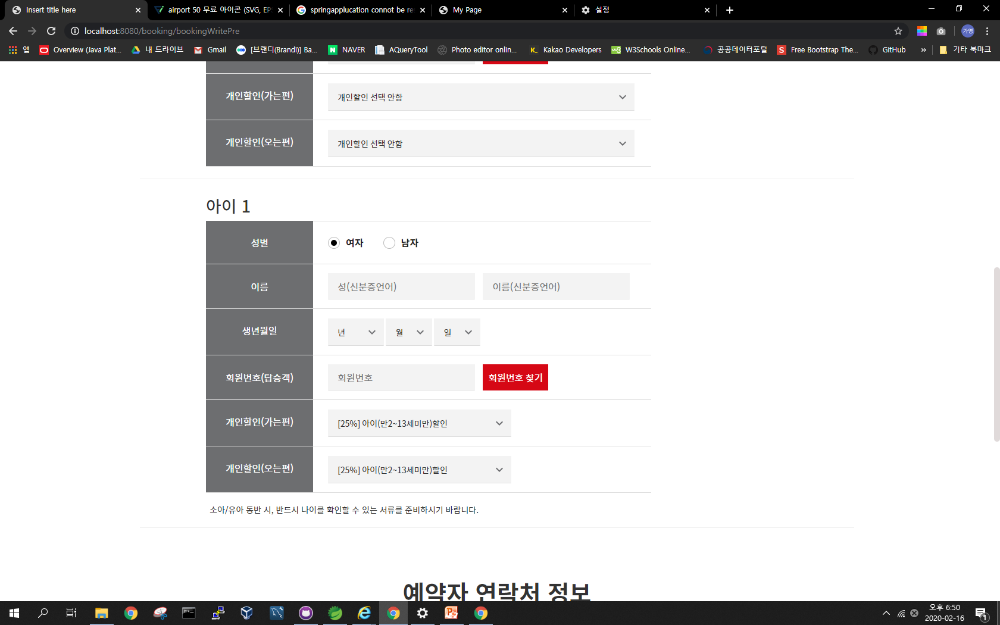 Insert title here
airport 50 무료 아이콘 (SVG, EP
springapplucation connot be re
My Page
설정
localhost:8080/booking/bookingWritePre
가영
앱
Overview (Java Plat...
내 드라이브
Gmail
[브랜디(Brandi)] Ba...
NAVER
AQueryTool
Photo editor onlin...
Kakao Developers
W3Schools Online...
공공데이터포털
Free Bootstrap The...
GitHub
»
기타 북마크
개인할인(가는편)
개인할인 선택 안함
개인할인(오는편)
개인할인 선택 안함
아이 1
성별
여자
남자
이름
성(신분증언어)
이름(신분증언어)
생년월일
년
월
일
회원번호(탑승객)
회원번호
회원번호 찾기
개인할인(가는편)
[25%] 아이(만2~13세미만)할인
개인할인(오는편)
[25%] 아이(만2~13세미만)할인
소아/유아 동반 시, 반드시 나이를 확인할 수 있는 서류를 준비하시기 바랍니다.
예약자 연락처 정보
오후 6:50
2020-02-16
1